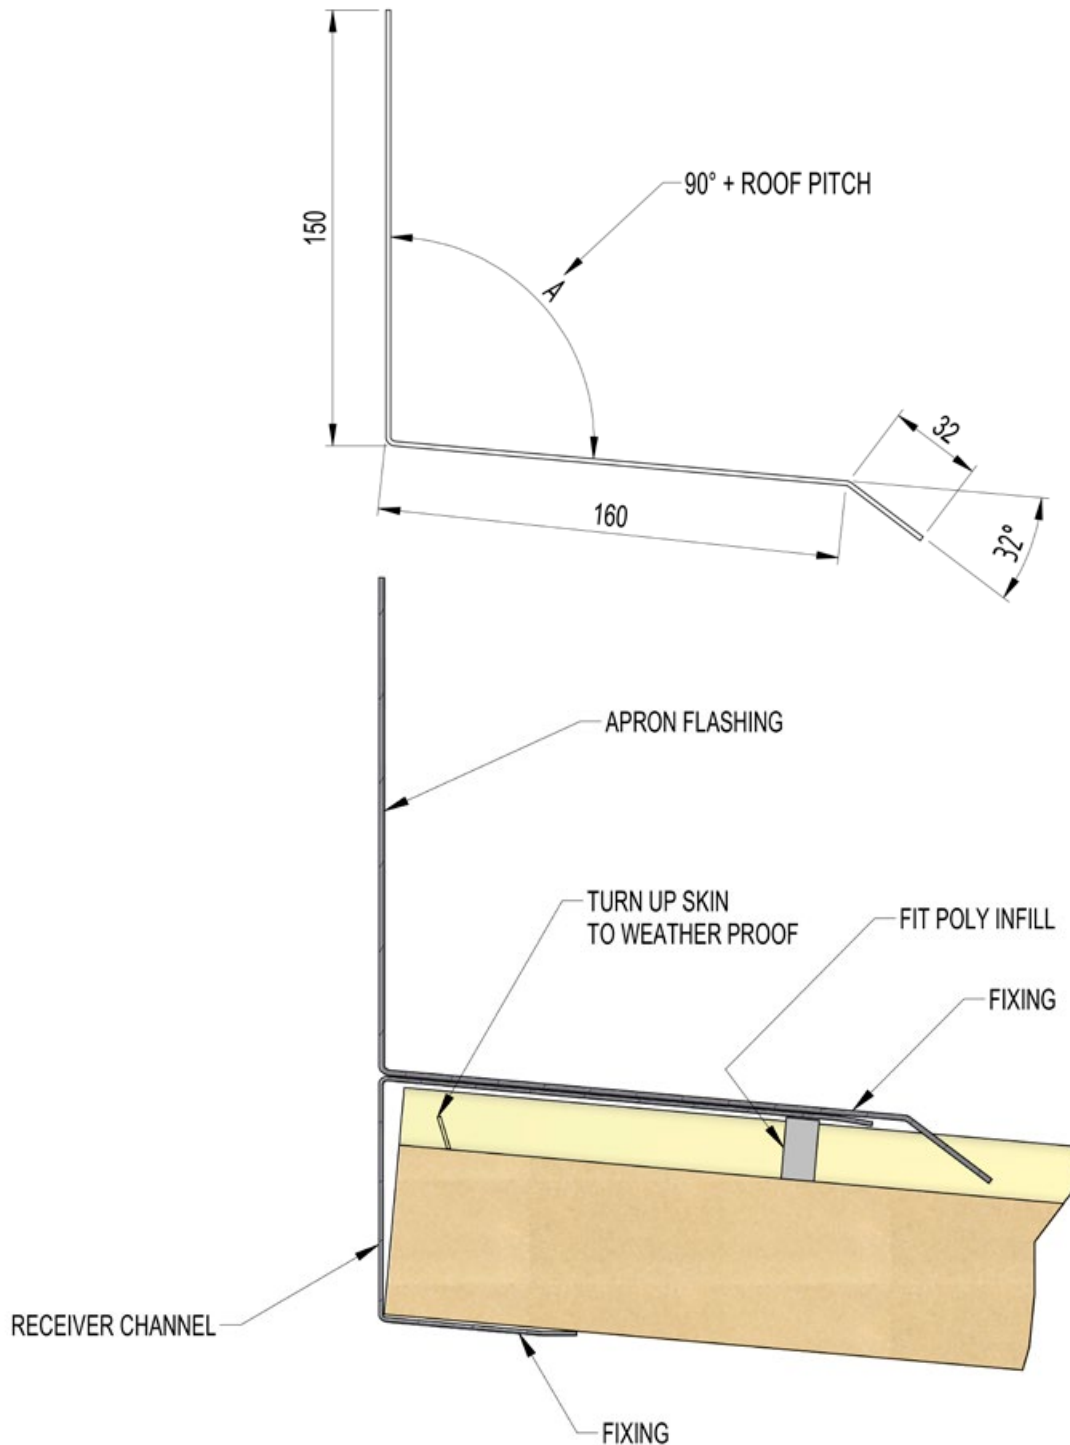 90° + ROOF PITCH
150
A
32
160
32°
APRON FLASHING
TURN UP SKIN
TO WEATHER PROOF
FIT POLY INFILL
FIXING
RECEIVER CHANNEL
FIXING